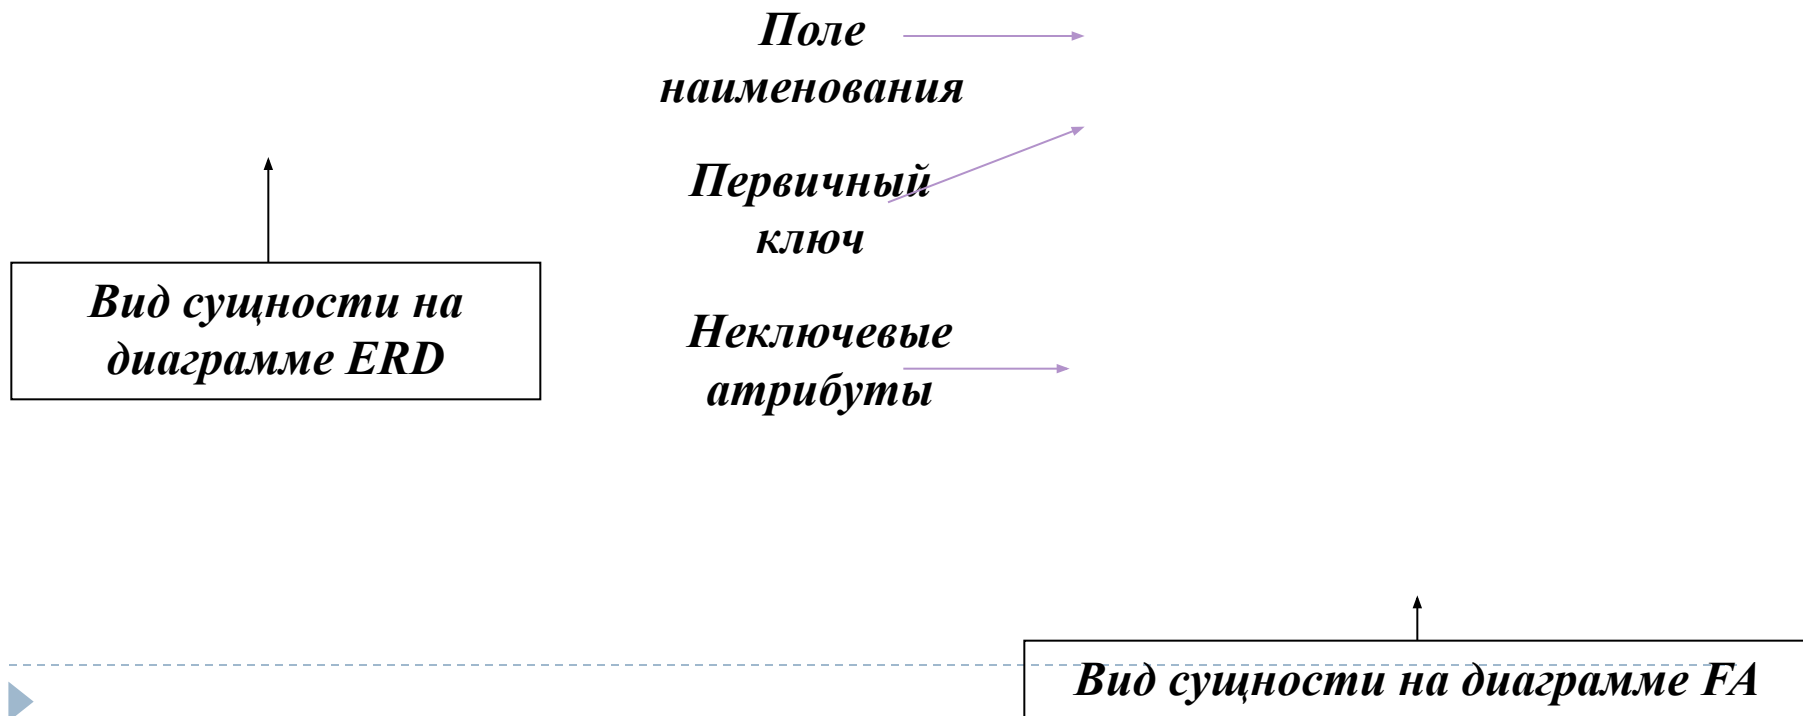 Поле
наименования
Первичный
ключ
Вид сущности на
диаграмме ERD
Неключевые
атрибуты
Вид сущности на диаграмме FA